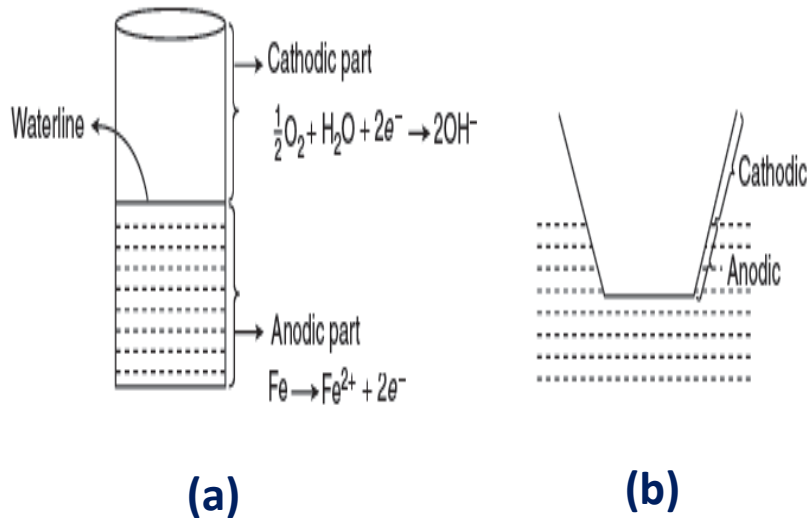 Cathodic part
Waterline
½O₂ + H₂O + 2e⁻ → 2OH⁻
Cathodic
Anodic
Anodic part
Fe → Fe²⁺ + 2e⁻
(a)
(b)